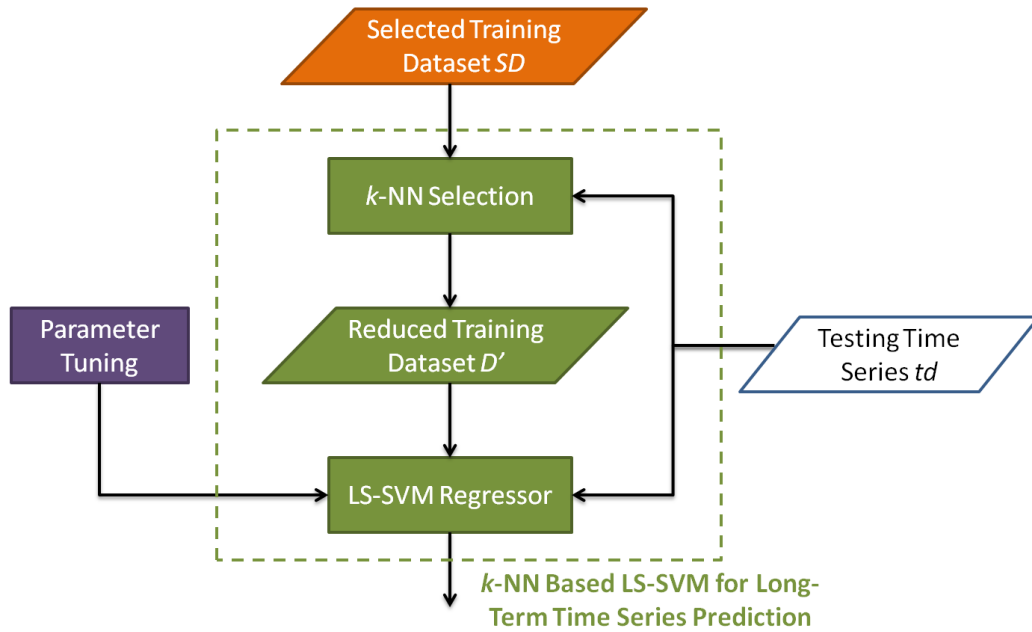 Selected Training
Dataset SD
k-NN Selection
Parameter
Tuning
Reduced Training
Dataset D’
Testing Time
Series td
LS-SVM Regressor
k-NN Based LS-SVM for Long-
Term Time Series Prediction